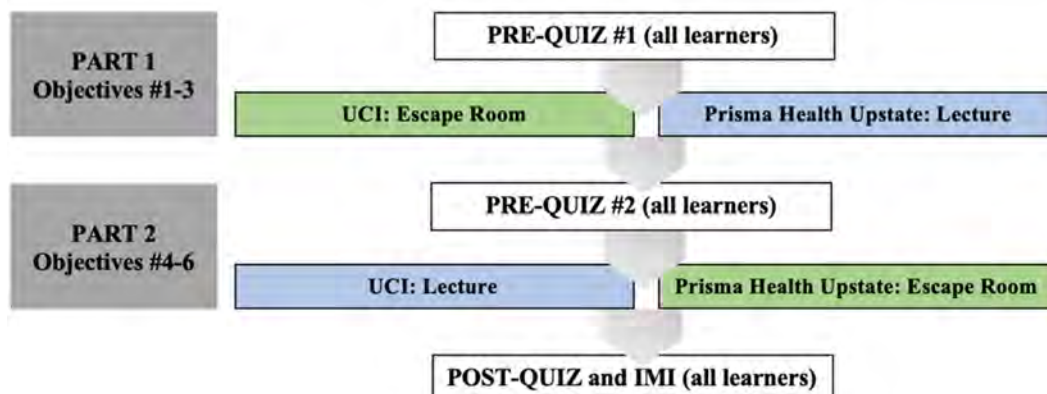 PRE-QUIZ #1 (all learners)
PART 1
Objectives #1-3
UCI: Escape Room
Prisma Health Upstate: Lecture
PRE-QUIZ #2 (all learners)
PART 2
Objectives #4-6
UCI: Lecture
Prisma Health Upstate: Escape Room
POST-QUIZ and IMI (all learners)